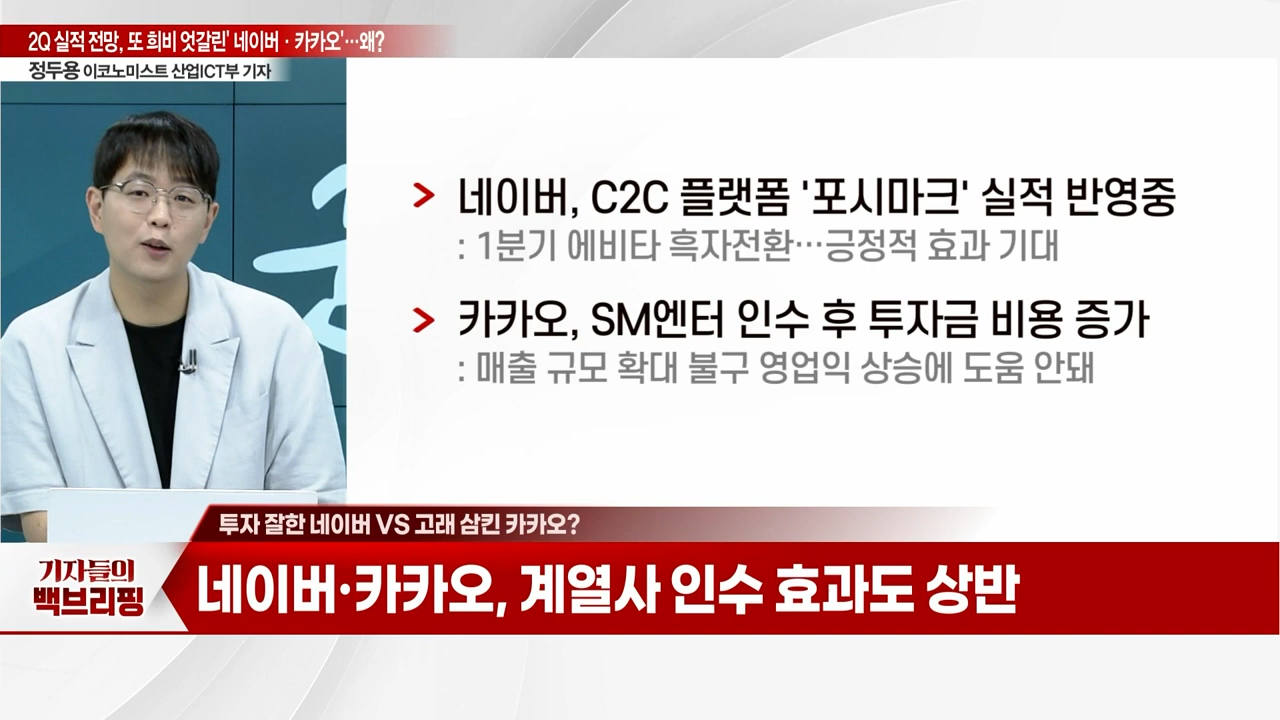 2Q 실적 전망, 또 희비 엇갈린' 네이버 · 카카오'…왜?
정두용 이코노미스트 산업ICT부 기자
> 네이버, C2C 플랫폼 '포시마크' 실적 반영중
: 1분기 에비타 흑자전환…긍정적 효과 기대
> 카카오, SM엔터 인수 후 투자금 비용 증가
: 매출 규모 확대 불구 영업익 상승에 도움 안돼
투자 잘한 네이버 VS 고래 삼킨 카카오?
기자들의
백브리핑
네이버·카카오, 계열사 인수 효과도 상반